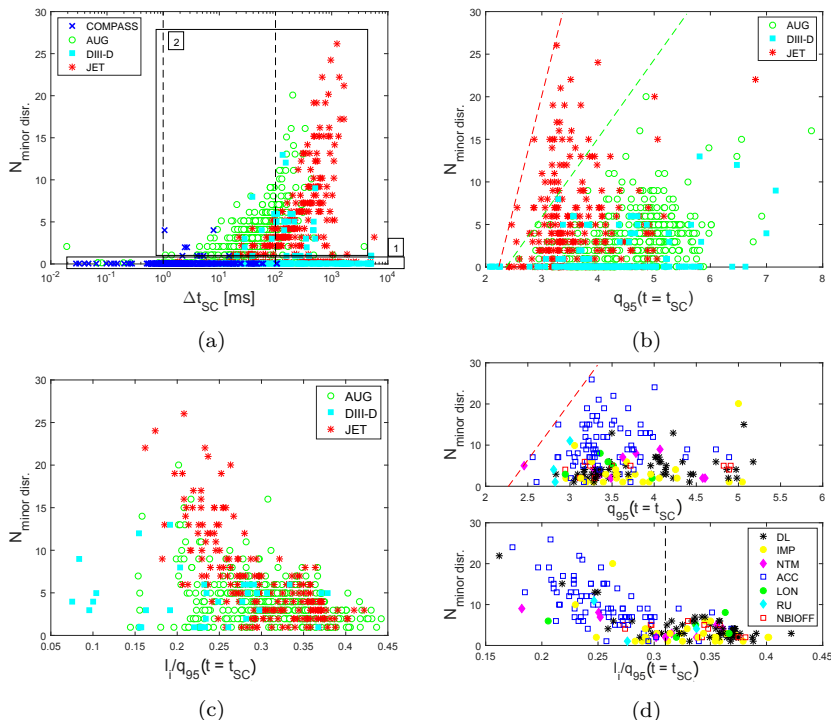 COMPASS
AUG
DIII-D
JET
2
1
N minor disr.
30
25
20
15
10
5
0
10^-2 10^-1 10^0 10^1 10^2 10^3 10^4
Δt_SC [ms]
(a)
AUG
DIII-D
JET
N minor disr.
30
25
20
15
10
5
0
2 3 4 5 6 7 8
q_95(t = t_SC)
(b)
AUG
DIII-D
JET
N minor disr.
30
25
20
15
10
5
0
0.05 0.1 0.15 0.2 0.25 0.3 0.35 0.4 0.45
l_i/q_95(t = t_SC)
(c)
N minor disr.
30
20
10
0
2 2.5 3 3.5 4 4.5 5 5.5 6
q_95(t = t_SC)
N minor disr.
30
20
10
0
DL
IMP
NTM
ACC
LON
RU
NBIOFF
0.15 0.2 0.25 0.3 0.35 0.4 0.45
l_i/q_95(t = t_SC)
(d)